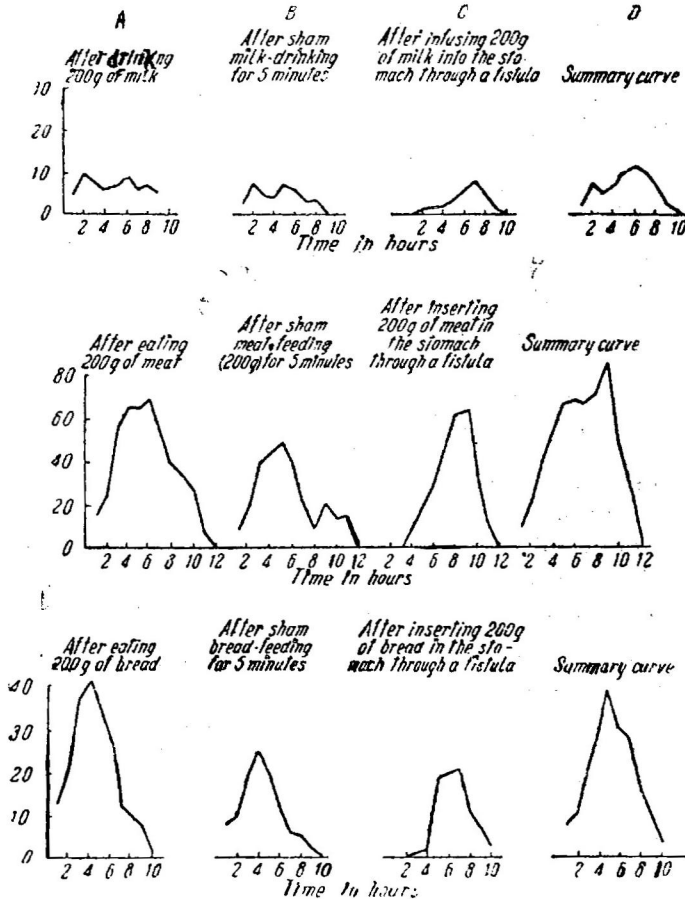 A B C D
After drinking
200g of milk
After sham
milk-drinking
for 5 minutes
After infusing 200g
of milk into the sto-
mach through a fistula
Summary curve
30
20
10
0
2 4 6 8 10
2 4 6 8 10
2 4 6 8 10
2 4 6 8 10
Time in hours
After eating
200g of meat
After sham
meat-feeding
(200g) for 5 minutes
After inserting
200g of meat in
the stomach
through a fistula
Summary curve
80
60
40
20
0
2 4 6 8 10 12
2 4 6 8 10 12
2 4 6 8 10 12
2 4 6 8 10 12
Time in hours
After eating
200g of bread
After sham
bread-feeding
for 5 minutes
After inserting 200g
of bread in the sto-
mach through a fistula
Summary curve
40
30
20
10
0
2 4 6 8 10
2 4 6 8 10
2 4 6 8 10
2 4 6 8 10
Time in hours